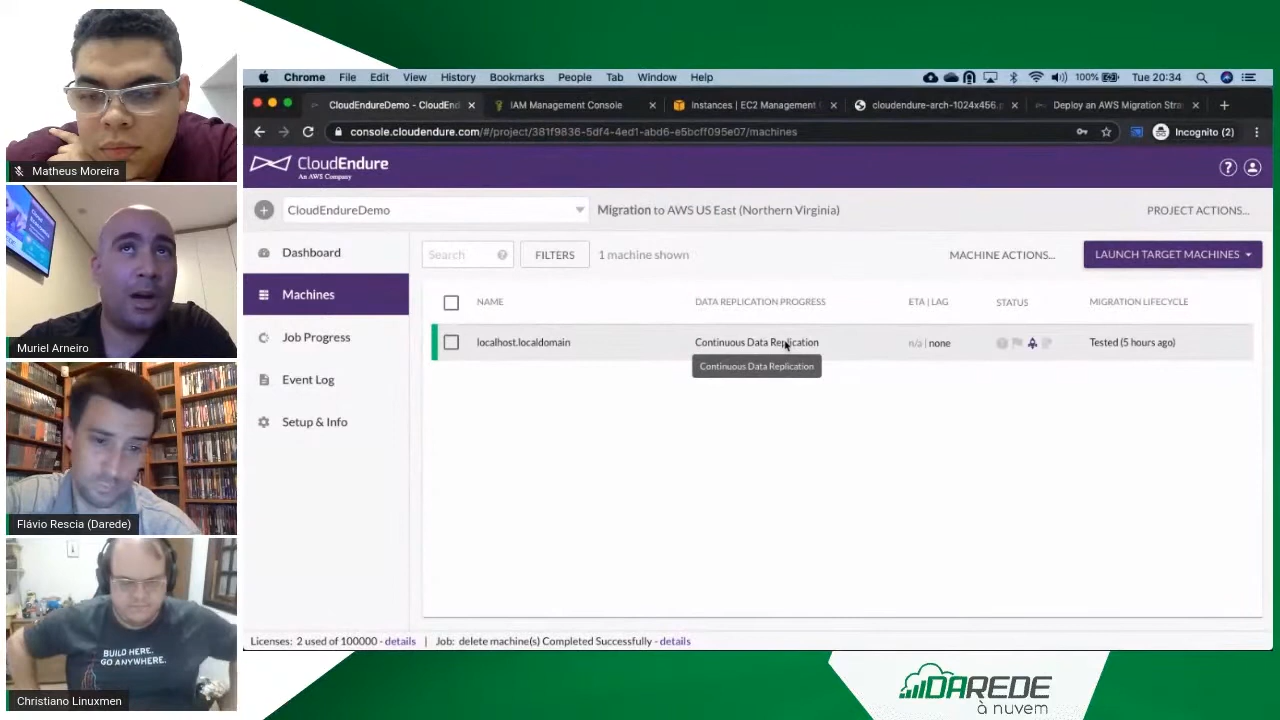 Matheus Moreira
Muriel Arneiro
Flávio Rescia (Darede)
BUILD HERE.
GO ANYWHERE.
Christiano Linuxmen
Chrome File Edit View History Bookmarks People Tab Window Help
100% Tue 20:34
CloudEndureDemo - CloudEnd
IAM Management Console
Instances | EC2 Management C
cloudendure-arch-1024x456.p
Deploy an AWS Migration Stra
console.cloudendure.com/#/project/381f9836-5df4-4ed1-abd6-e5bcff095e07/machines
Incognito (2)
CloudEndure
An AWS Company
CloudEndureDemo
Migration to AWS US East (Northern Virginia)
PROJECT ACTIONS...
Dashboard
Machines
Job Progress
Event Log
Setup & Info
Search
FILTERS
1 machine shown
MACHINE ACTIONS...
LAUNCH TARGET MACHINES
NAME DATA REPLICATION PROGRESS ETA | LAG STATUS MIGRATION LIFECYCLE
localhost.localdomain Continuous Data Replication n/a | none Tested (5 hours ago)
Continuous Data Replication
Licenses: 2 used of 100000 - details | Job: delete machine(s) Completed Successfully - details
DAREDE
à nuvem